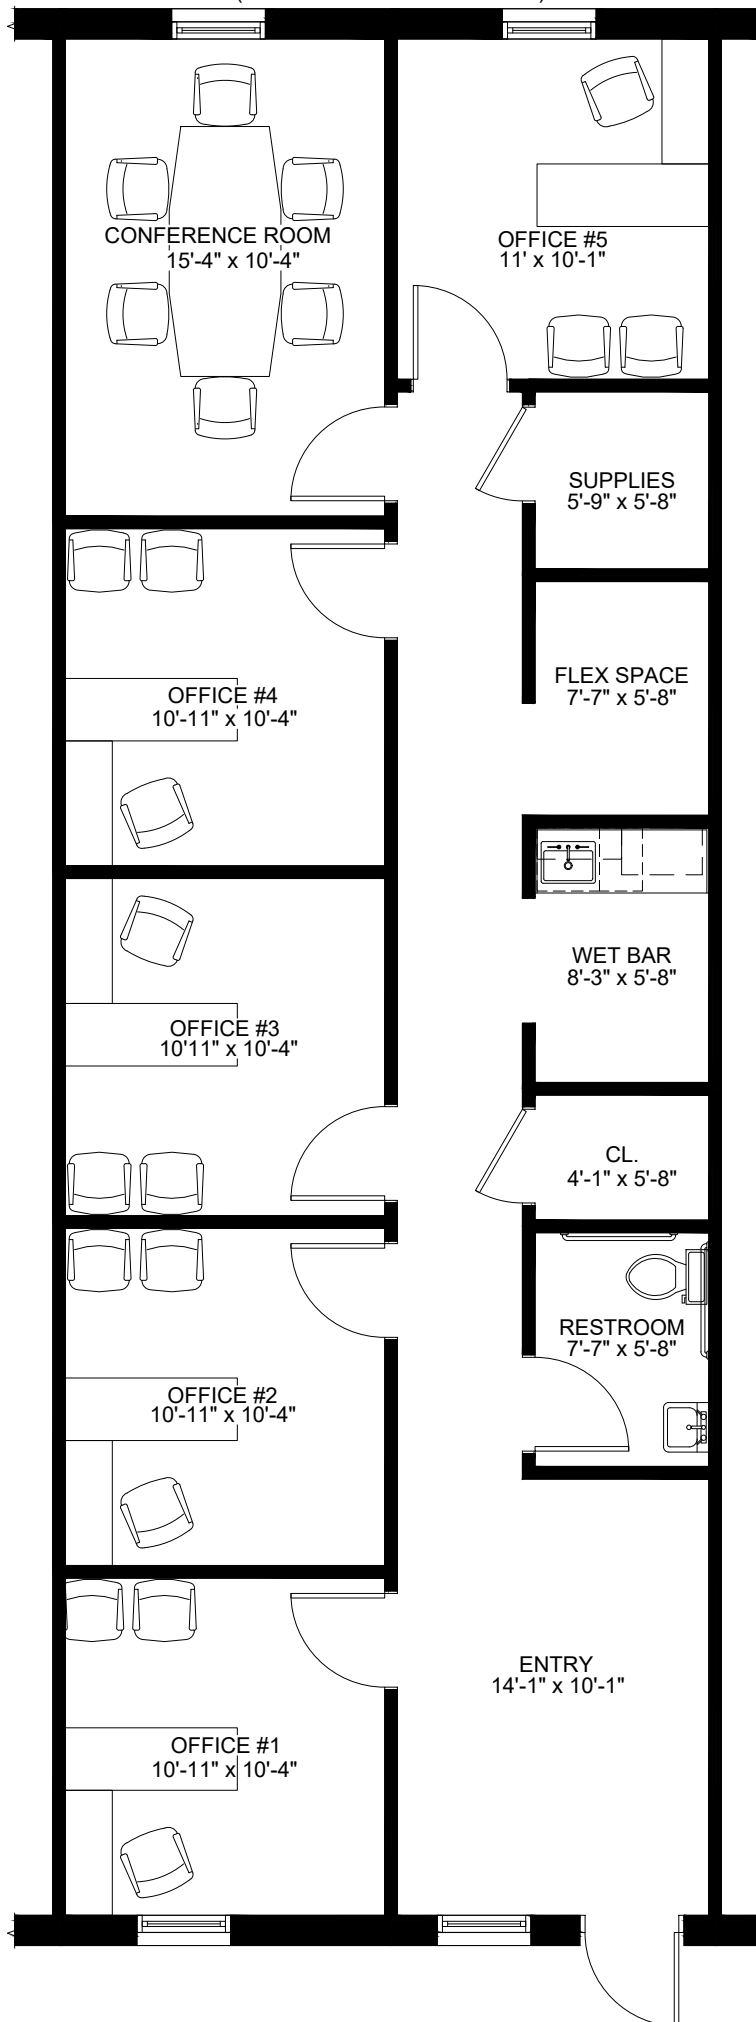 CONFERENCE ROOM
15'-4" x 10'-4"
OFFICE #5
11' x 10'-1"
SUPPLIES
5'-9" x 5'-8"
FLEX SPACE
7'-7" x 5'-8"
OFFICE #4
10'-11" x 10'-4"
WET BAR
8'-3" x 5'-8"
OFFICE #3
10'11" x 10'-4"
CL.
4'-1" x 5'-8"
RESTROOM
7'-7" x 5'-8"
OFFICE #2
10'-11" x 10'-4"
ENTRY
14'-1" x 10'-1"
OFFICE #1
10'-11" x 10'-4"